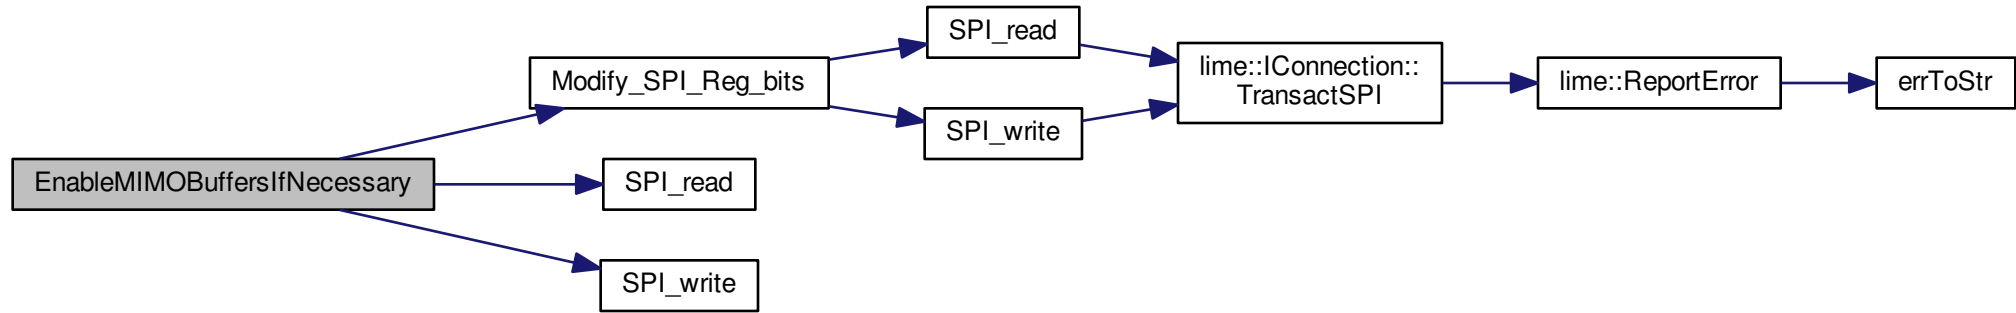 EnableMIMOBuffersIfNecessary
Modify_SPI_Reg_bits
SPI_read
SPI_write
SPI_read
SPI_write
lime::IConnection::
TransactSPI
lime::ReportError
errToStr